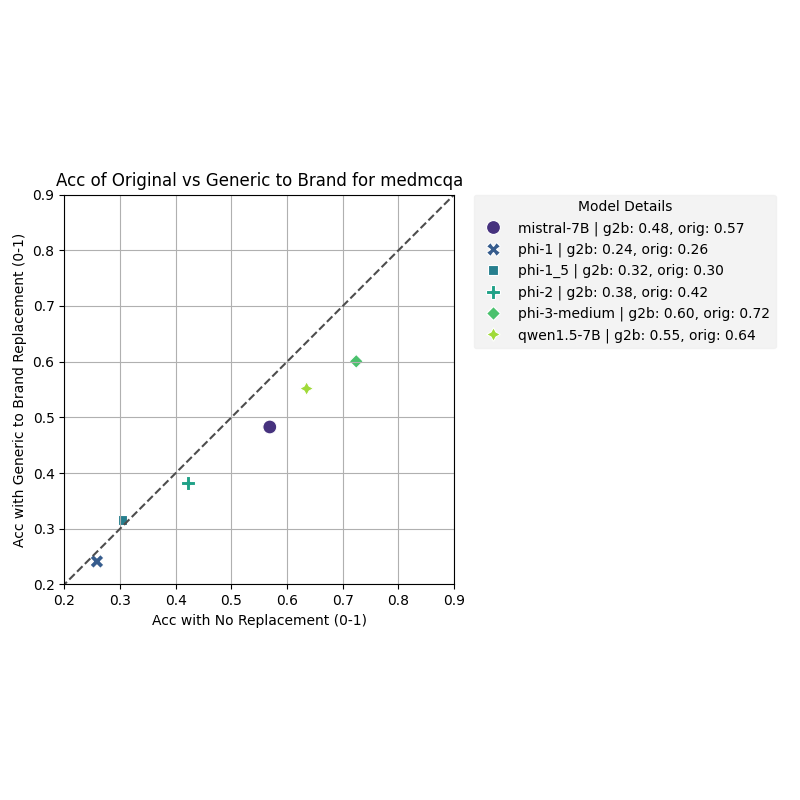 Acc of Original vs Generic to Brand for medmcqa
Acc with Generic to Brand Replacement (0-1)
0.9
0.8
0.7
0.6
0.5
0.4
0.3
0.2
0.2
0.3
0.4
0.5
0.6
0.7
0.8
0.9
Acc with No Replacement (0-1)
Model Details
mistral-7B | g2b: 0.48, orig: 0.57
phi-1 | g2b: 0.24, orig: 0.26
phi-1_5 | g2b: 0.32, orig: 0.30
phi-2 | g2b: 0.38, orig: 0.42
phi-3-medium | g2b: 0.60, orig: 0.72
qwen1.5-7B | g2b: 0.55, orig: 0.64